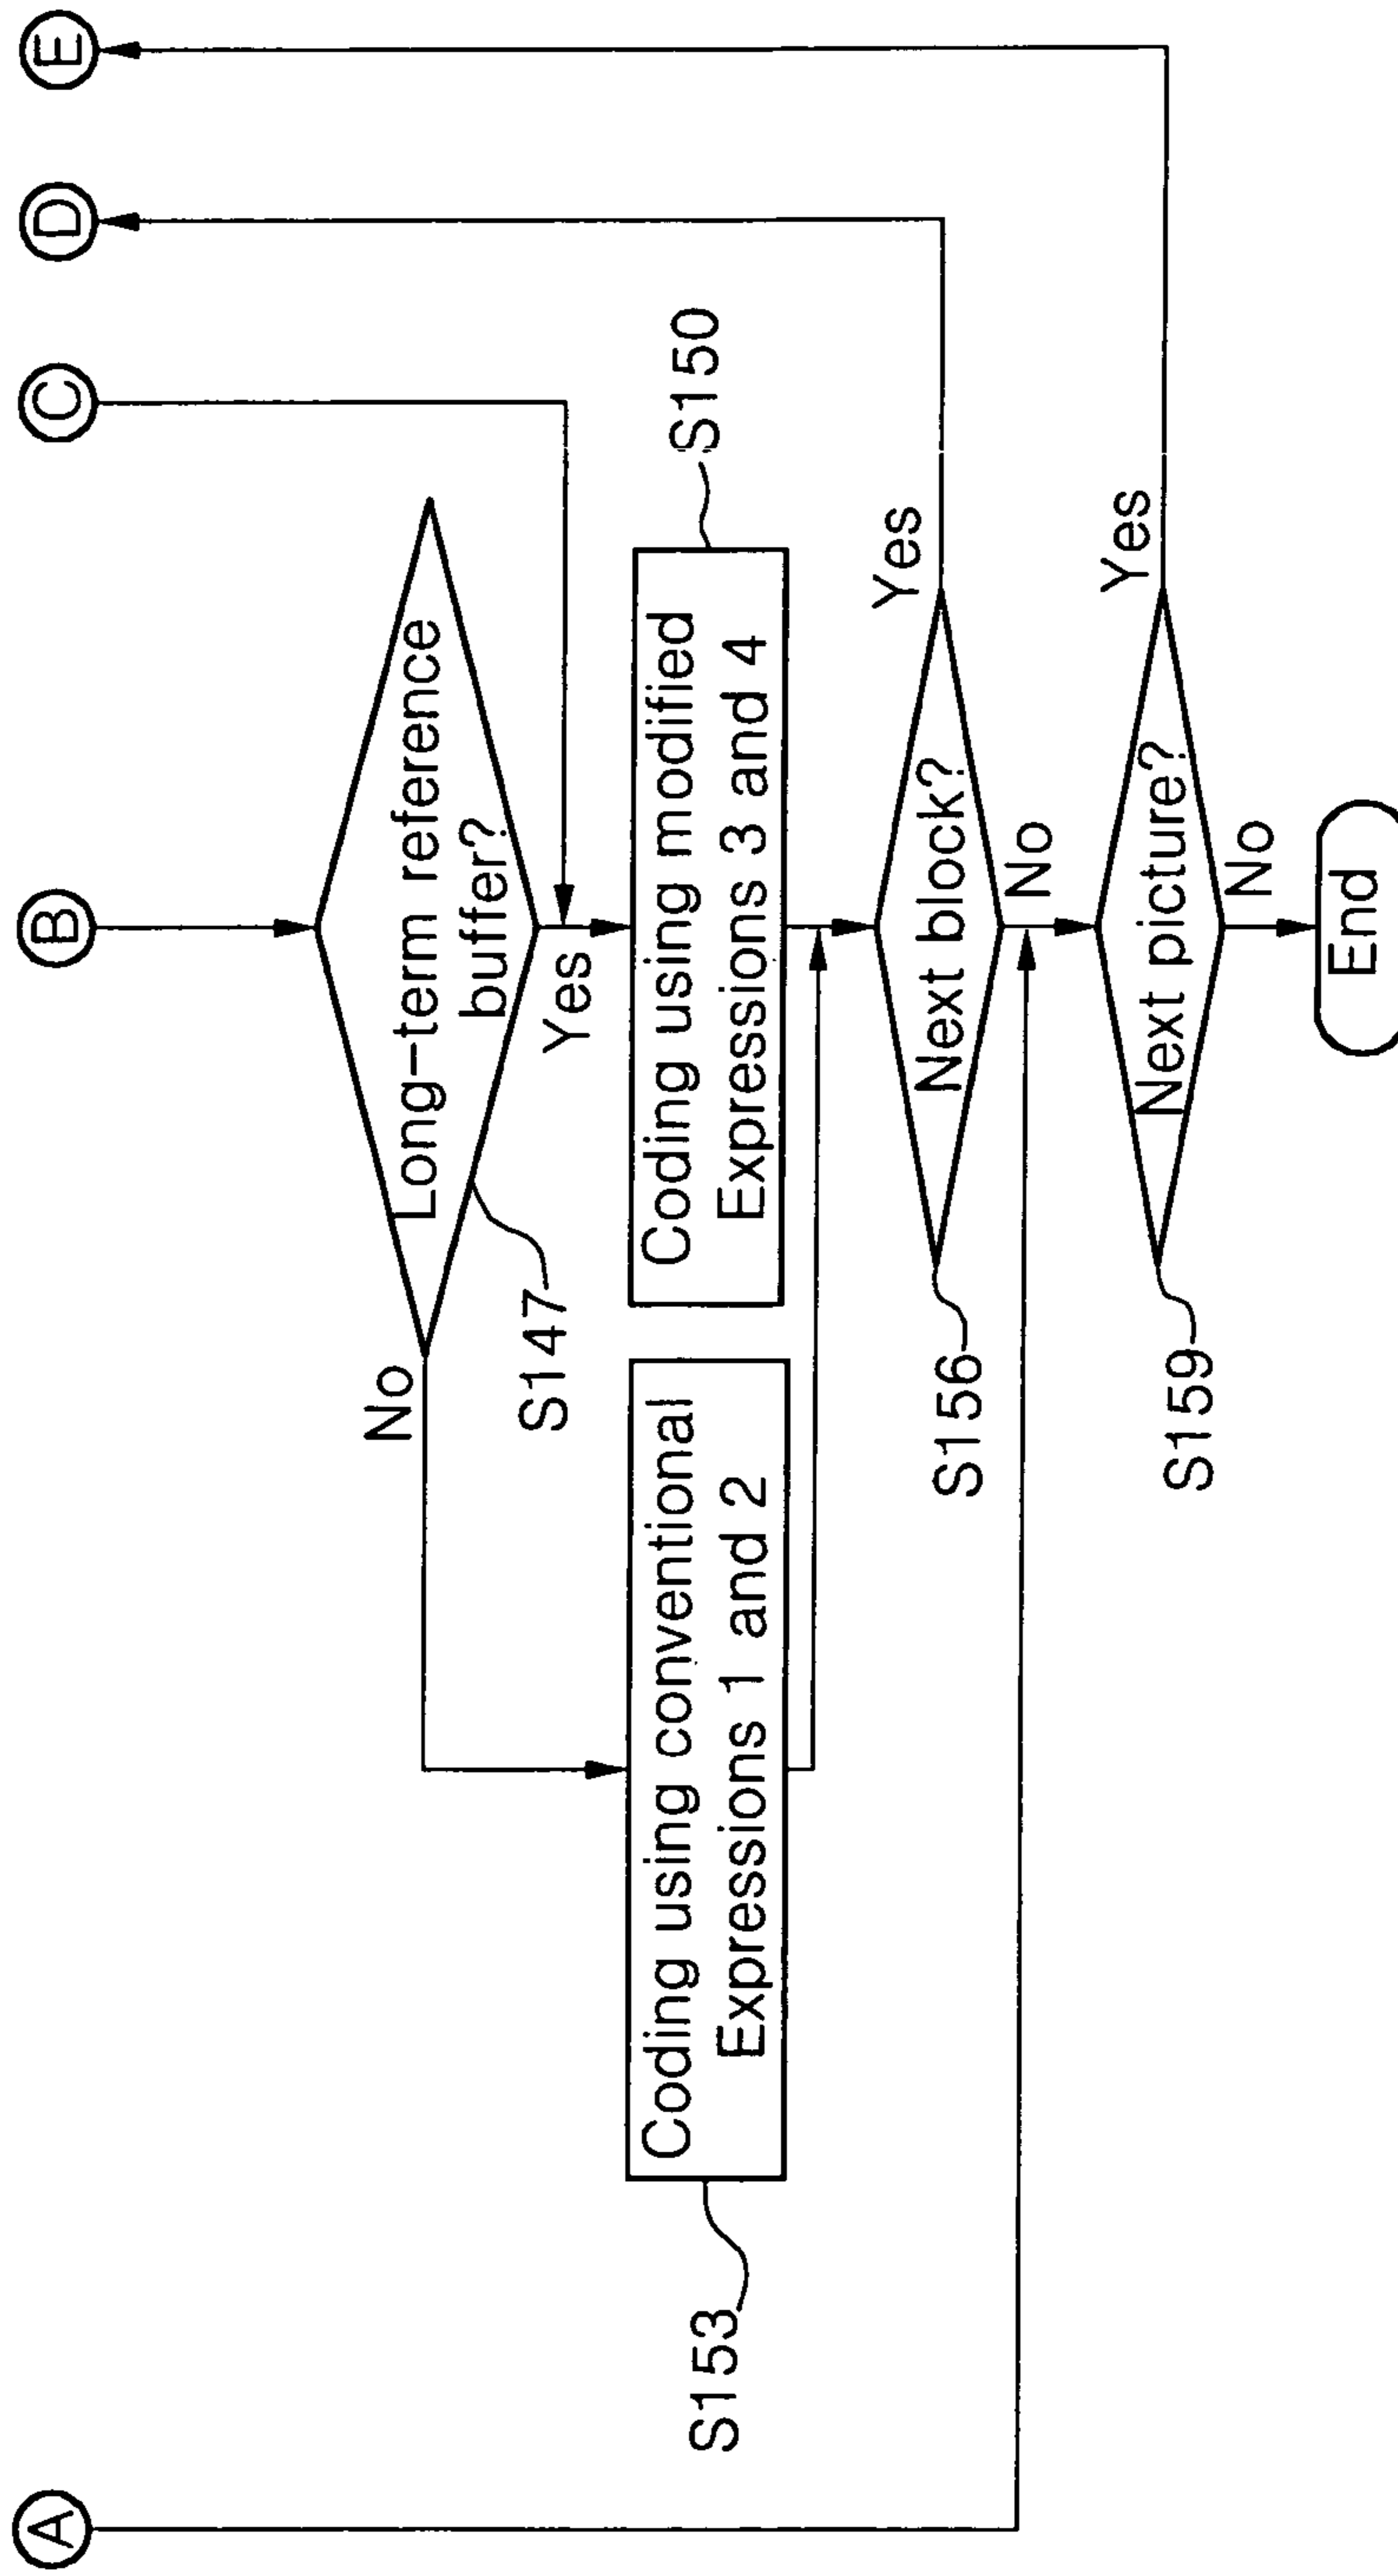 A
B
C
D
E
Long-term reference
buffer?
No
Yes
S147
Coding using conventional
Expressions 1 and 2
S153
Coding using modified
Expressions 3 and 4
S150
Next block?
Yes
No
S156
Next picture?
Yes
No
S159
End